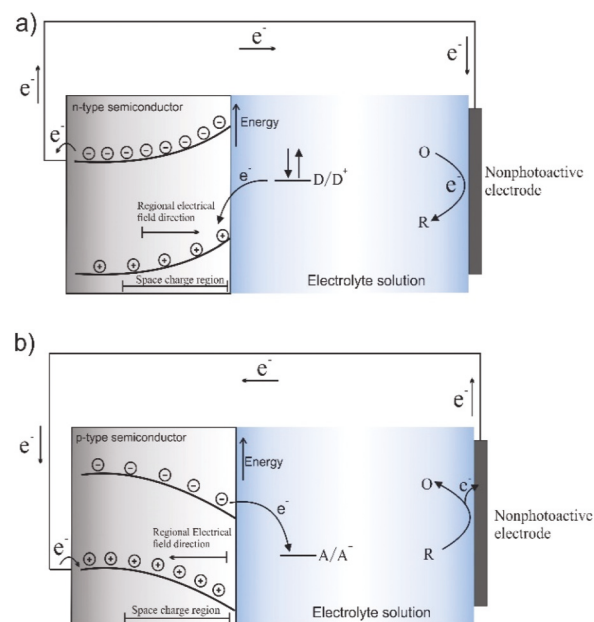 a)
e⁻
e⁻
e⁻
n-type semiconductor
e⁻
Energy
e⁻
D/D⁺
O
e⁻
R
Nonphotoactive
electrode
Regional electrical
field direction
Space charge region
Electrolyte solution
b)
e⁻
e⁻
e⁻
p-type semiconductor
Energy
e⁻
A/A⁻
O
e⁻
R
Nonphotoactive
electrode
Regional Electrical
field direction
e⁻
Space charge region
Electrolyte solution